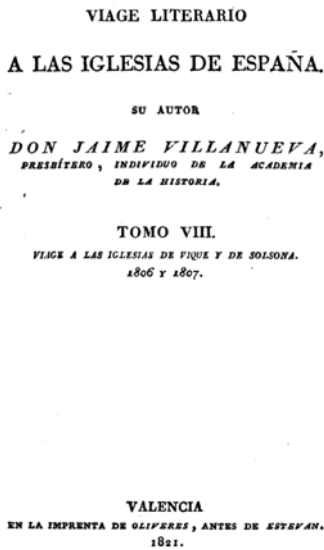 VIAGE LITERARIO
A LAS IGLESIAS DE ESPAÑA.
SU AUTOR
DON JAIME VILLANUEVA,
PRESBÍTERO, INDIVIDUO DE LA ACADEMIA
DE LA HISTORIA.
TOMO VIII.
VIAGE A LAS IGLESIAS DE VIQUE Y DE SOLSONA.
1806 Y 1807.
VALENCIA
EN LA IMPRENTA DE OLIVERES, ANTES DE ESTEVAN.
1821.